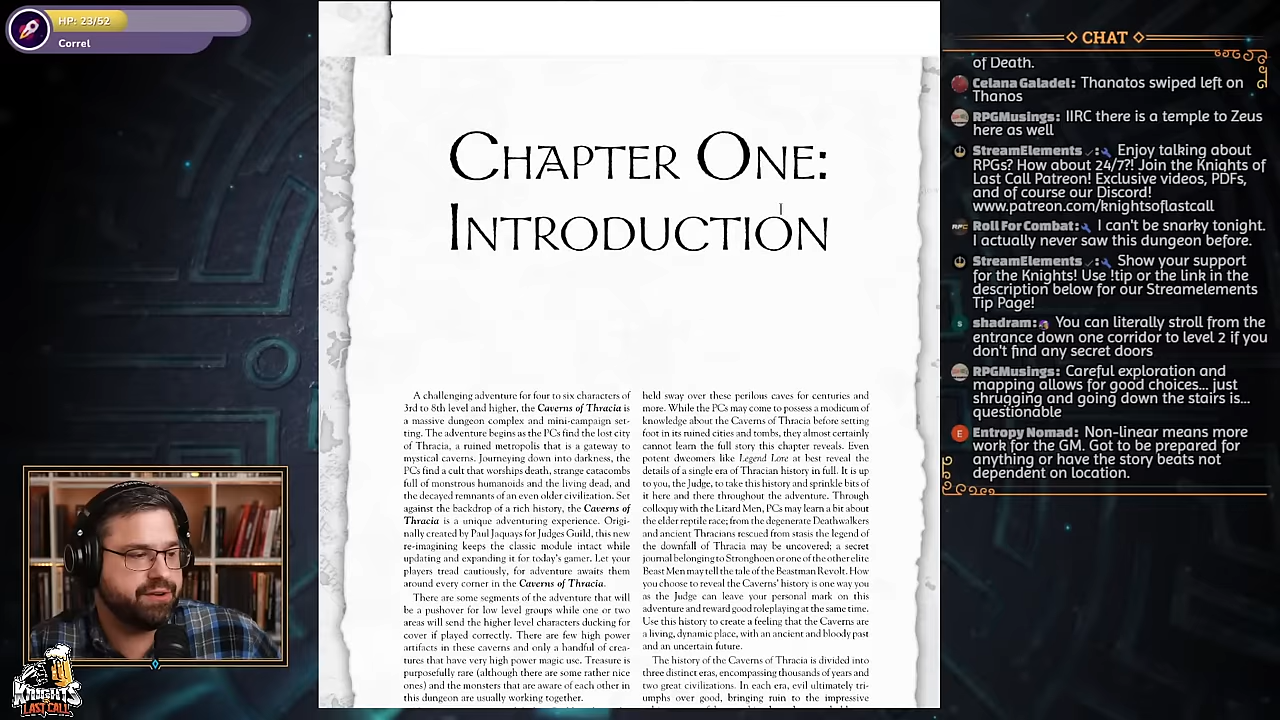 HP: 23/52
Correl
CHAPTER ONE:
INTRODUCTION
A challenging adventure for four to six characters of
3rd to 8th level and higher, the Caverns of Thracia is
a massive dungeon complex and mini-campaign set-
ting. The adventure begins as the PCs find the lost city
of Thracia, a ruined metropolis that is a gateway to
mystical caverns. Journeying down into darkness, the
PCs find a cult that worships death, strange catacombs
full of monstrous humanoids and the living dead, and
the decayed remnants of an even older civilization. Set
against the backdrop of a rich history, the Caverns of
Thracia is a unique adventuring experience. Origi-
nally created by Paul Jaquays for Judges Guild, this new
re-imagining keeps the classic module intact while
updating and expanding it for today's gamer. Let your
players tread cautiously, for adventure awaits them
around every corner in the Caverns of Thracia.
There are some segments of the adventure that will
be a pushover for low level groups while one or two
areas will send the higher level characters ducking for
cover if played correctly. There are few high power
artifacts in these caverns and only a handful of crea-
tures that have very high power magic use. Treasure is
purposefully rare (although there are some rather nice
ones) and the monsters that are aware of each other in
this dungeon are usually working together.
held sway over these perilous caves for centuries and
more. While the PCs may come to possess a modicum of
knowledge about the Caverns of Thracia before setting
foot in its ruined cities and tombs, they almost certainly
cannot learn the full story this chapter reveals. Even
potent dweomers like Legend Lore at best reveal the
details of a single era of Thracian history in full. It is up
to you, the Judge, to take this history and sprinkle bits of
it here and there throughout the adventure. Through
colloquy with the Lizard Men, PCs may learn a bit about
the elder reptile race; from the degenerate Deathwalkers
and ancient Thracians rescued from stasis the legend of
the downfall of Thracia may be uncovered; a secret
journal belonging to Stronghoen or one of the other elite
Beast Men may tell the tale of the Beastman Revolt. How
you choose to reveal the Caverns' history is one way you
as the Judge can leave your personal mark on this
adventure and reward good roleplaying at the same time.
Use this history to create a feeling that the Caverns are
a living, dynamic place, with an ancient and bloody past
and an uncertain future.
The history of the Caverns of Thracia is divided into
three distinct eras, encompassing thousands of years and
two great civilizations. In each era, evil ultimately tri-
umphs over good, bringing ruin to the impressive
CHAT
of Death.
Celana Galadel: Thanatos swiped left on
Thanos
RPGMusings: IIRC there is a temple to Zeus
here as well
StreamElements: Enjoy talking about
RPGs? How about 24/7?! Join the Knights of
Last Call Patreon! Exclusive videos, PDFs,
and of course our Discord!
www.patreon.com/knightsoflastcall
RFC Roll For Combat: I can't be snarky tonight.
I actually never saw this dungeon before.
StreamElements: Show your support
for the Knights! Use !tip or the link in the
description below for our Streamelements
Tip Page!
S shadram: You can literally stroll from the
entrance down one corridor to level 2 if you
don't find any secret doors
RPGMusings: Careful exploration and
mapping allows for good choices... just
shrugging and going down the stairs is...
questionable
E Entropy Nomad: Non-linear means more
work for the GM. Got to be prepared for
anything or have the story beats not
dependent on location.
KNIGHTS
OF
LAST CALL